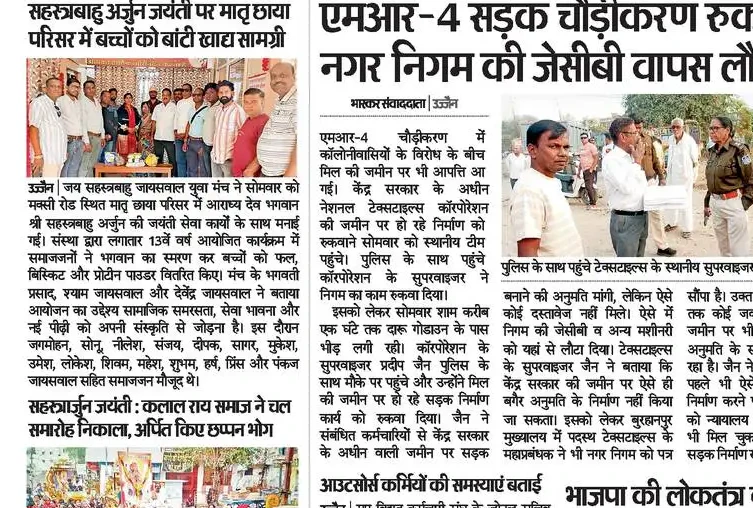 सहस्त्रबाहु अर्जुन जयंती पर मातृ छाया
परिसर में बच्चों को बांटी खाद्य सामग्री
उज्जैन | जय सहस्त्रबाहु जायसवाल युवा मंच ने सोमवार को
मक्सी रोड स्थित मातृ छाया परिसर में आराध्य देव भगवान
श्री सहस्त्रबाहु अर्जुन की जयंती सेवा कार्यों के साथ मनाई
गई। संस्था द्वारा लगातार 13वें वर्ष आयोजित कार्यक्रम में
समाजजनों ने भगवान का स्मरण कर बच्चों को फल,
बिस्किट और प्रोटीन पाउडर वितरित किए। मंच के भगवती
प्रसाद, श्याम जायसवाल और देवेंद्र जायसवाल ने बताया
आयोजन का उद्देश्य सामाजिक समरसता, सेवा भावना और
नई पीढ़ी को अपनी संस्कृति से जोड़ना है। इस दौरान
जगमोहन, सोनू, नीलेश, संजय, दीपक, सागर, मुकेश,
उमेश, लोकेश, शिवम, महेश, शुभम, हर्ष, प्रिंस और पंकज
जायसवाल सहित समाजजन मौजूद थे।
सहस्त्रार्जुन जयंती : कलाल राय समाज ने चल
समारोह निकाला, अर्पित किए छप्पन भोग
एमआर-4 सड़क चौड़ीकरण
नगर निगम की जेसीबी वापस
भास्कर संवाददाता | उज्जैन
एमआर-4 चौड़ीकरण में
कॉलोनीवासियों के विरोध के बीच
मिल की जमीन पर भी आपत्ति आ
गई। केंद्र सरकार के अधीन
नेशनल टेक्सटाइल्स कॉरपोरेशन
की जमीन पर हो रहे निर्माण को
रुकवाने सोमवार को स्थानीय टीम
पहुंचे। पुलिस के साथ पहुंचे
कॉरपोरेशन के सुपरवाइजर ने
निगम का काम रुकवा दिया।
इसको लेकर सोमवार शाम करीब
एक घंटे तक दारू गोडाउन के पास
भीड़ लगी रही। कॉरपोरेशन के
सुपरवाइजर प्रदीप जैन पुलिस के
साथ मौके पर पहुंचे और उन्होंने मिल
की जमीन पर हो रहे सड़क निर्माण
कार्य को रुकवा दिया। जैन ने
संबंधित कर्मचारियों से केंद्र सरकार
के अधीन वाली जमीन पर सड़क
पुलिस के साथ पहुंचे टेक्सटाइल्स के स्थानीय सुपरवाइजर
बनाने की अनुमति मांगी, लेकिन ऐसे
कोई दस्तावेज नहीं मिले। ऐसे में
निगम की जेसीबी व अन्य मशीनरी
को यहां से लौटा दिया। टेक्सटाइल्स
के सुपरवाइजर जैन ने बताया कि
केंद्र सरकार की जमीन पर ऐसे ही
बगैर अनुमति के निर्माण नहीं किया
जा सकता। इसको लेकर बुरहानपुर
मुख्यालय में पदस्थ टेक्सटाइल्स के
महाप्रबंधक ने भी नगर निगम को पत्र
सौंपा है। उक्त
तक कोई
जमीन पर भी
अनुमति के
रहा है। जैन ने
पहले भी
निर्माण करने
को न्यायालय
भी मिल
सड़क निर्माण
आउटसोर्स कर्मियों की समस्याएं बताई
भाजपा की लोकतंत्र